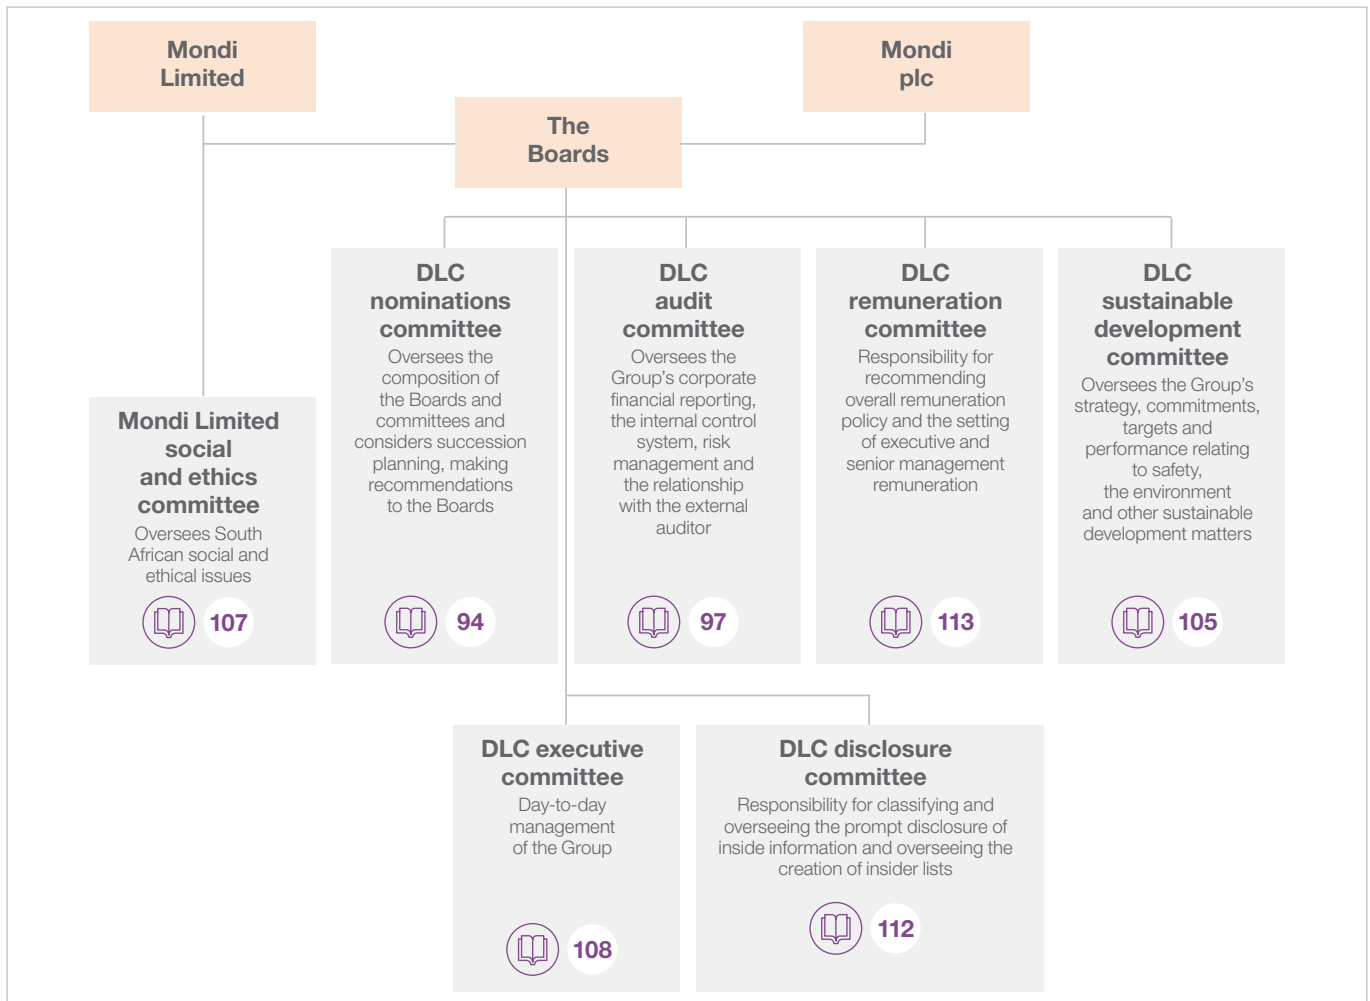 Mondi
Limited
Mondi
plc
The
Boards
Mondi Limited
social
and ethics
committee
Oversees South
African social and
ethical issues
107
DLC
nominations
committee
Oversees the
composition of
the Boards and
committees and
considers succession
planning, making
recommendations
to the Boards
94
DLC
audit
committee
Oversees the
Group's corporate
financial reporting,
the internal control
system, risk
management and
the relationship
with the external
auditor
97
DLC
remuneration
committee
Responsibility for
recommending
overall remuneration
policy and the setting
of executive and
senior management
remuneration
113
DLC
sustainable
development
committee
Oversees the Group's
strategy, commitments,
targets and
performance relating
to safety,
the environment
and other sustainable
development matters
105
DLC executive
committee
Day-to-day
management
of the Group
108
DLC disclosure
committee
Responsibility for classifying and
overseeing the prompt disclosure of
inside information and overseeing the
creation of insider lists
112